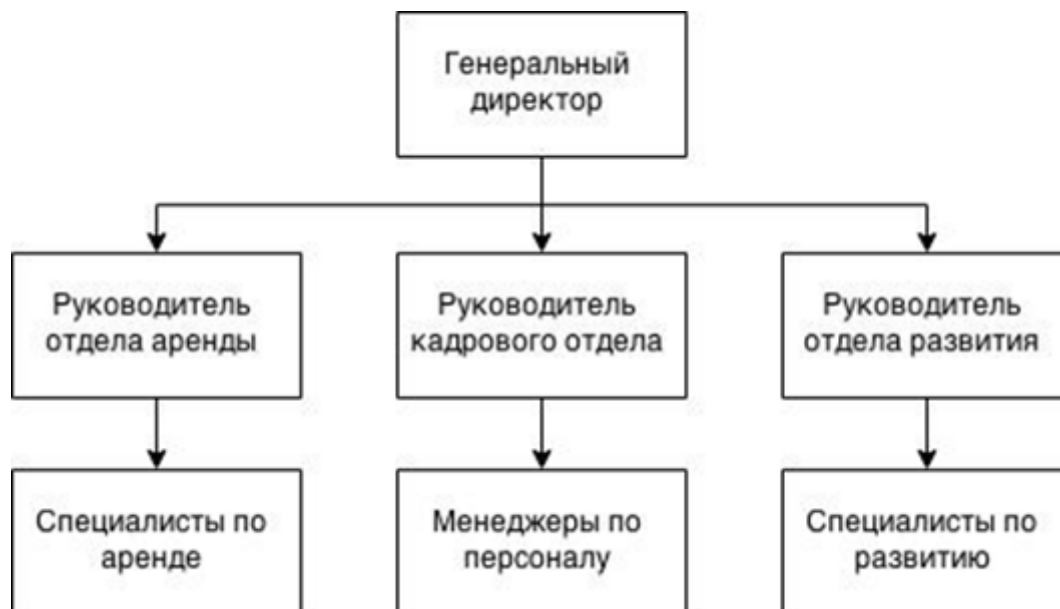 Генеральный
директор
Руководитель
отдела аренды
Руководитель
кадрового отдела
Руководитель
отдела развития
Специалисты по
аренде
Менеджеры по
персоналу
Специалисты по
развитию